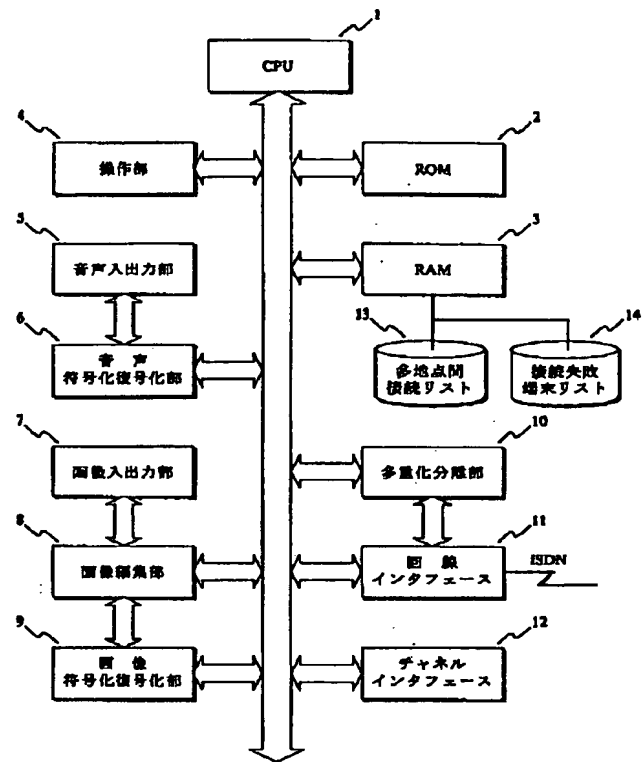 1
CPU
4
操作部
2
ROM
5
音声入出力部
3
RAM
6
音声
符号化復号化部
13
多地点間
接続リスト
14
接続失敗
端末リスト
7
画像入出力部
10
多重化分離部
8
画像編集部
11
回線
インタフェース
ISDN
9
画像
符号化復号化部
12
チャネル
インタフェース